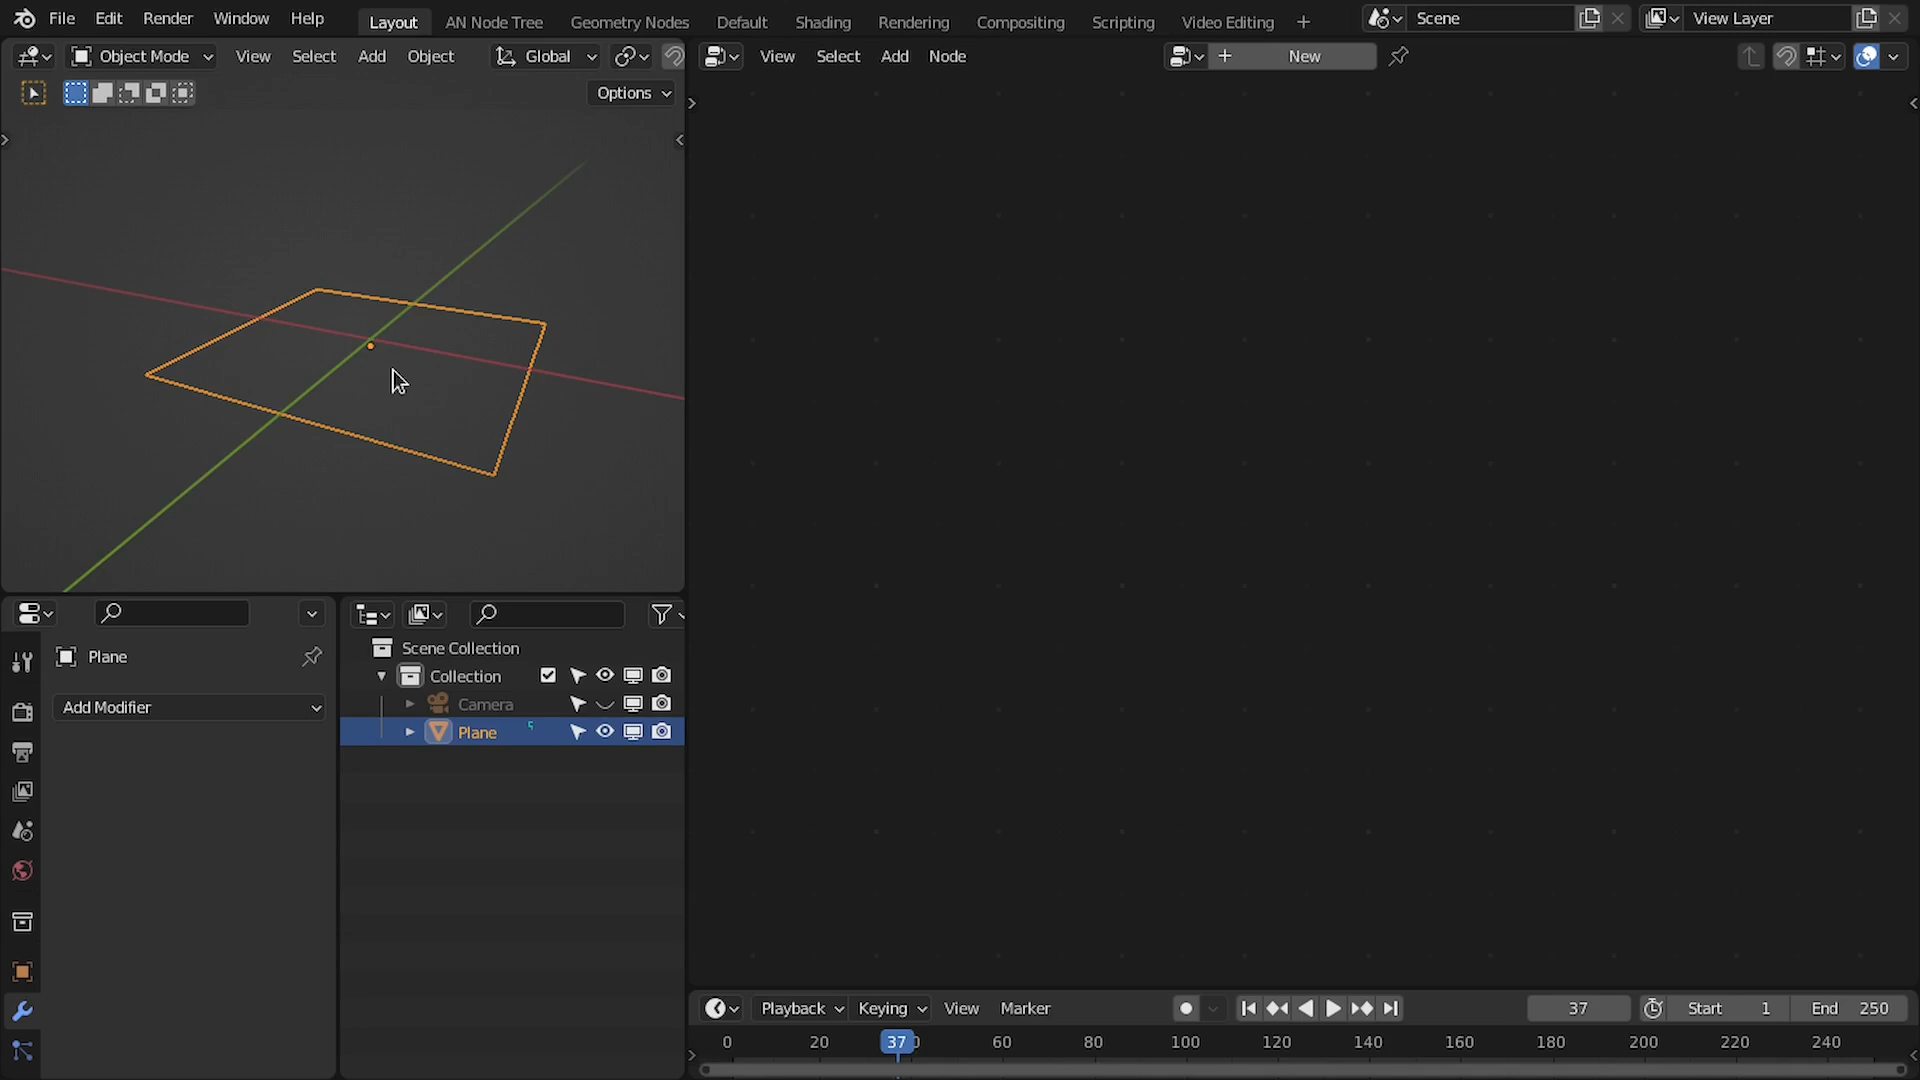 File Edit Render Window Help Layout AN Node Tree Geometry Nodes Default Shading Rendering Compositing Scripting Video Editing + Scene View Layer
Object Mode View Select Add Object Global View Select Add Node + New
Options
Plane
Add Modifier
Scene Collection
Collection
Camera
Plane
Playback Keying View Marker 37 Start 1 End 250
0 20 37 60 80 100 120 140 160 180 200 220 240